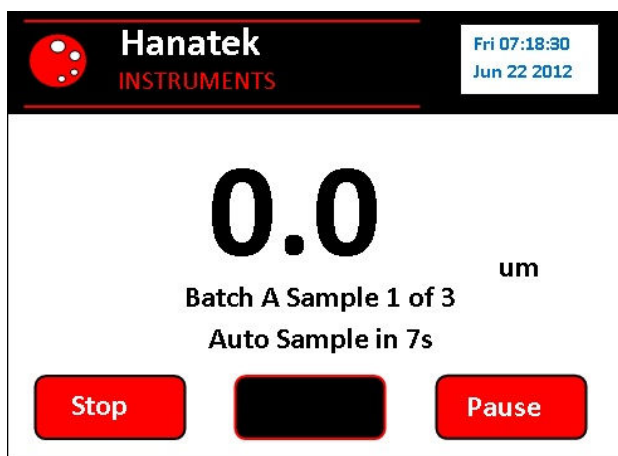 Hanatek
INSTRUMENTS
Fri 07:18:30
Jun 22 2012
0.0
um
Batch A Sample 1 of 3
Auto Sample in 7s
Stop
Pause